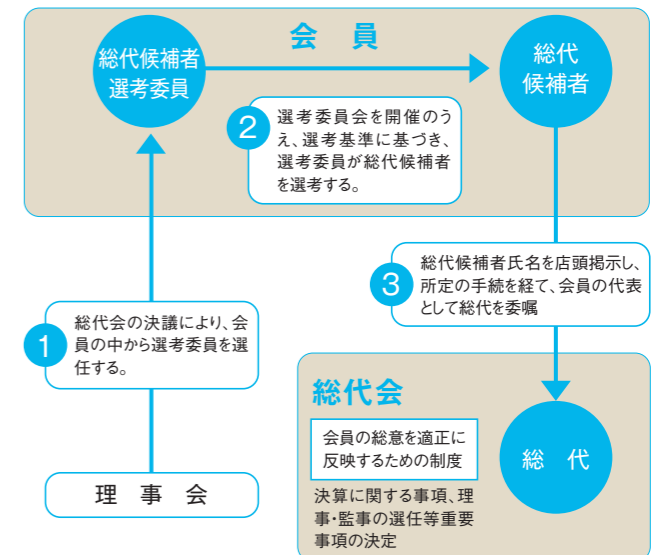 会 員
総代候補者
選考委員
総代
候補者
2
選考委員会を開催のう
え、選考基準に基づき、
選考委員が総代候補者
を選考する。
3
総代候補者氏名を店頭掲示し、
所定の手続を経て、会員の代表
として総代を委嘱
1
総代会の決議により、会
員の中から選考委員を選
任する。
理 事 会
総代会
会員の総意を適正に
反映するための制度
決算に関する事項、理
事・監事の選任等重要
事項の決定
総 代